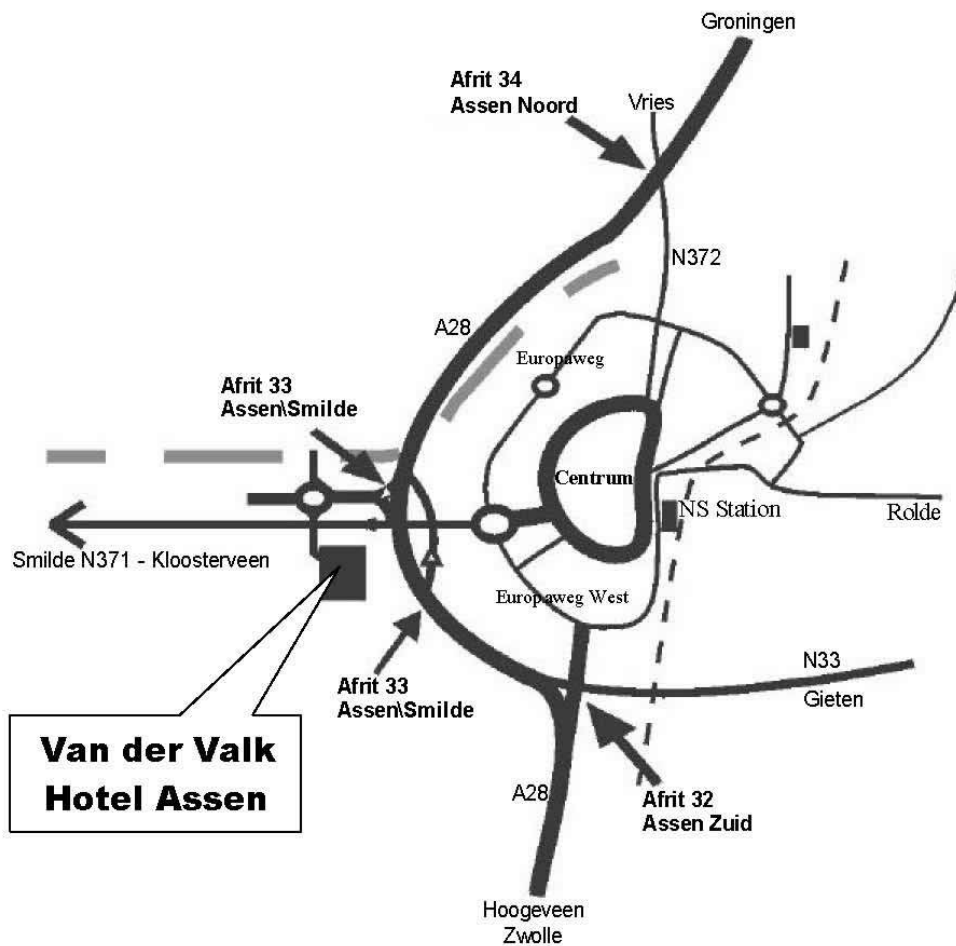 Groningen
Afrit 34
Assen Noord
Vries
N372
A28
Europaweg
Afrit 33
Assen\Smilde
Centrum
NS Station
Rolde
Smilde N371 - Kloosterveen
Europaweg West
N33
Gieten
Afrit 33
Assen\Smilde
Van der Valk
Hotel Assen
A28
Afrit 32
Assen Zuid
Hoogeveen
Zwolle